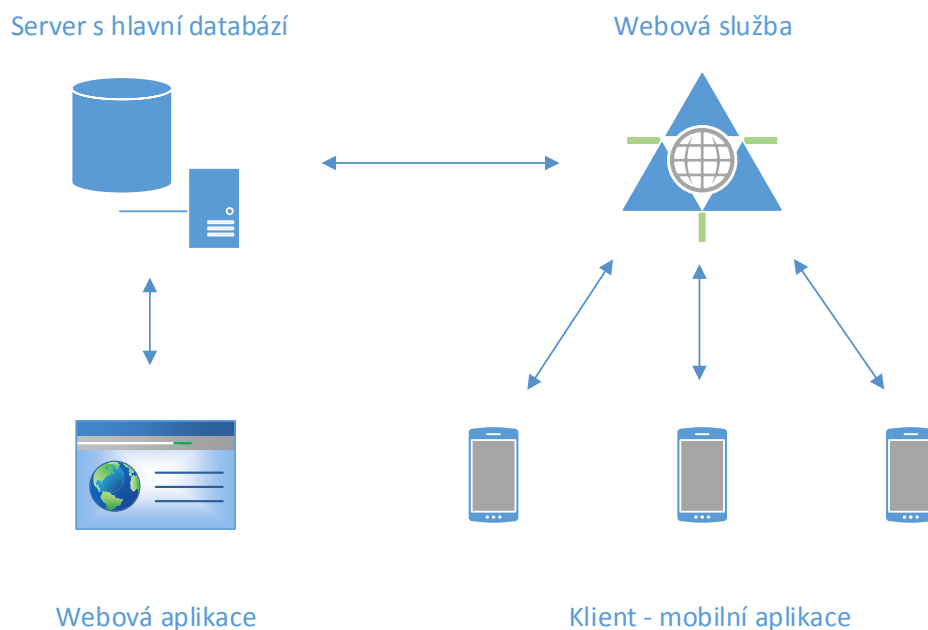 Server s hlavní databází
Webová služba
Webová aplikace
Klient - mobilní aplikace